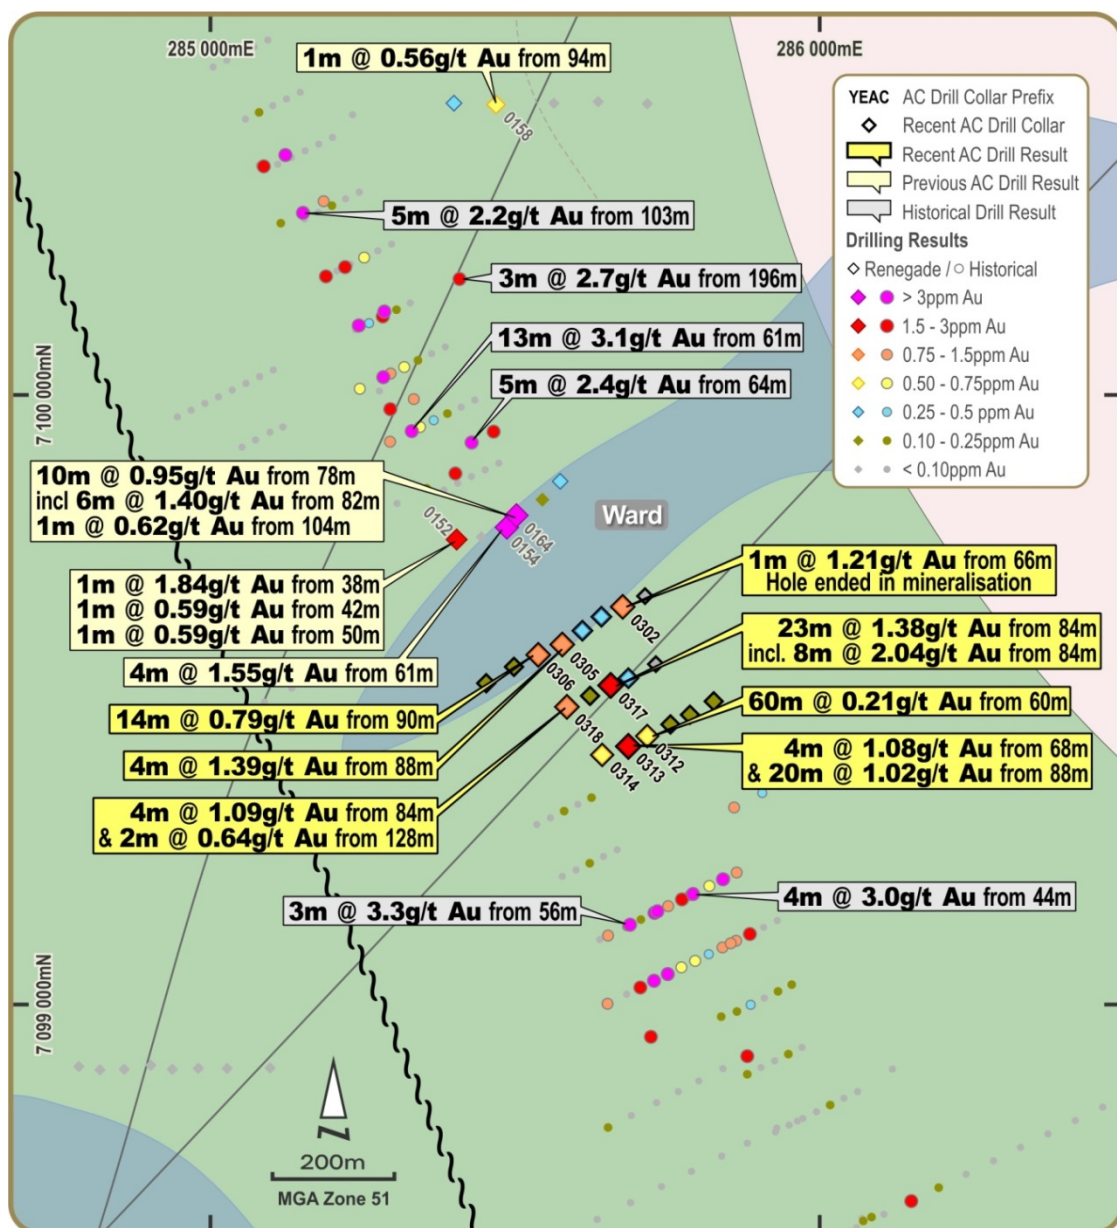 285 000mE
286 000mE
1m @ 0.56g/t Au from 94m
0158
YEAC AC Drill Collar Prefix
Recent AC Drill Collar
Recent AC Drill Result
Previous AC Drill Result
Historical Drill Result
Drilling Results
Renegade / Historical
> 3ppm Au
1.5 - 3ppm Au
0.75 - 1.5ppm Au
0.50 - 0.75ppm Au
0.25 - 0.5 ppm Au
0.10 - 0.25ppm Au
< 0.10ppm Au
5m @ 2.2g/t Au from 103m
3m @ 2.7g/t Au from 196m
13m @ 3.1g/t Au from 61m
5m @ 2.4g/t Au from 64m
7 100 000mN
10m @ 0.95g/t Au from 78m
incl 6m @ 1.40g/t Au from 82m
1m @ 0.62g/t Au from 104m
0152
0164
0154
Ward
1m @ 1.84g/t Au from 38m
1m @ 0.59g/t Au from 42m
1m @ 0.59g/t Au from 50m
4m @ 1.55g/t Au from 61m
1m @ 1.21g/t Au from 66m
Hole ended in mineralisation
0302
23m @ 1.38g/t Au from 84m
incl. 8m @ 2.04g/t Au from 84m
0305
0306
14m @ 0.79g/t Au from 90m
0317
0318
60m @ 0.21g/t Au from 60m
0312
0313
0314
4m @ 1.39g/t Au from 88m
4m @ 1.08g/t Au from 68m
& 20m @ 1.02g/t Au from 88m
4m @ 1.09g/t Au from 84m
& 2m @ 0.64g/t Au from 128m
3m @ 3.3g/t Au from 56m
4m @ 3.0g/t Au from 44m
7 099 000mN
N
200m
MGA Zone 51